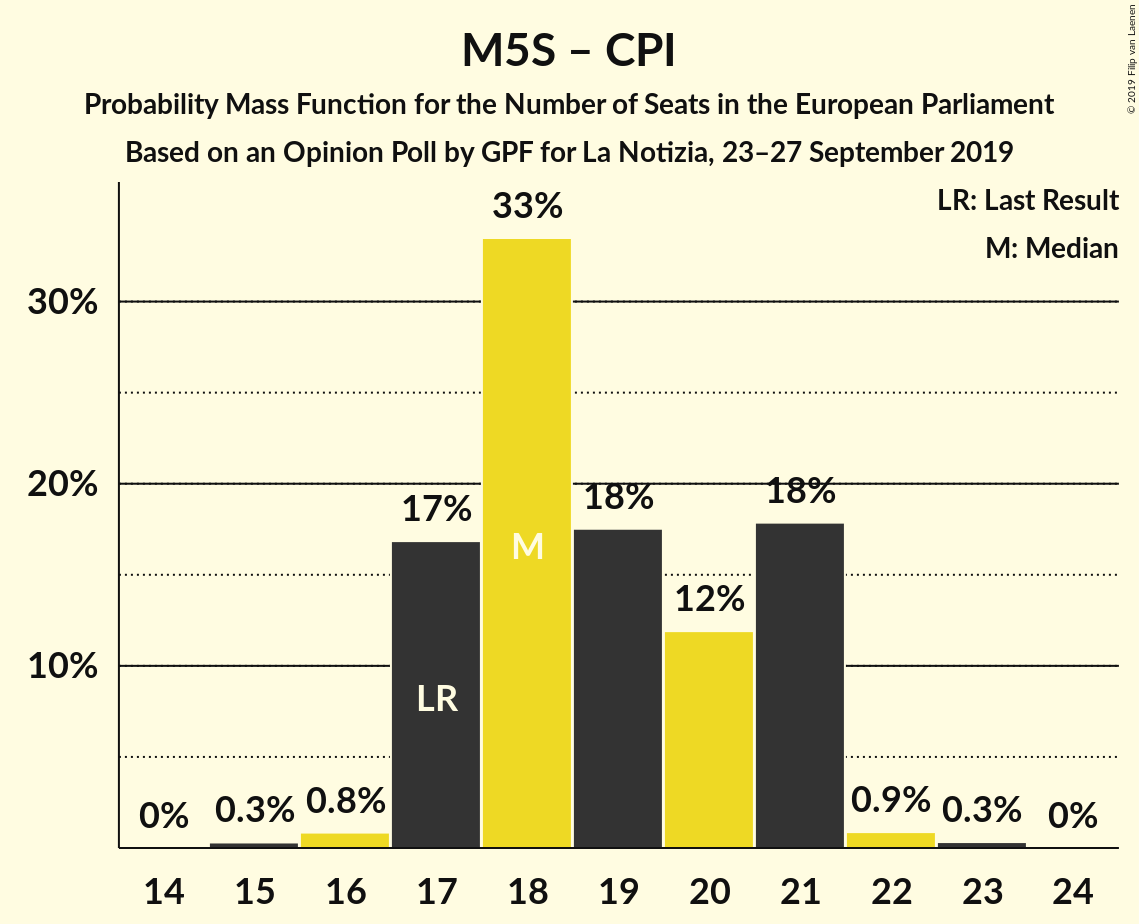 M5S – CPI
Probability Mass Function for the Number of Seats in the European Parliament
Based on an Opinion Poll by GPF for La Notizia, 23–27 September 2019
© 2019 Filip van Laenen
LR: Last Result
M: Median
33%
30%
20%
18%
18%
17%
M
12%
10%
LR
0%
0.3%
0.8%
0.9%
0.3%
0%
14 15 16 17 18 19 20 21 22 23 24